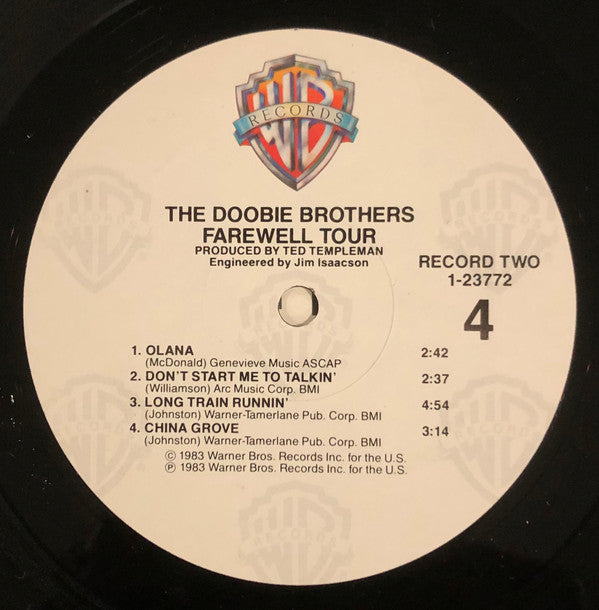 WB
RECORDS
THE DOOBIE BROTHERS
FAREWELL TOUR
PRODUCED BY TED TEMPLEMAN
Engineered by Jim Isaacson
RECORD TWO
1-23772
4
1. OLANA 2:42
(McDonald) Genevieve Music ASCAP
2. DON'T START ME TO TALKIN' 2:37
(Williamson) Arc Music Corp. BMI
3. LONG TRAIN RUNNIN' 4:54
(Johnston) Warner-Tamerlane Pub. Corp. BMI
4. CHINA GROVE 3:14
(Johnston) Warner-Tamerlane Pub. Corp. BMI
© 1983 Warner Bros. Records Inc. for the U.S.
℗ 1983 Warner Bros. Records Inc. for the U.S.